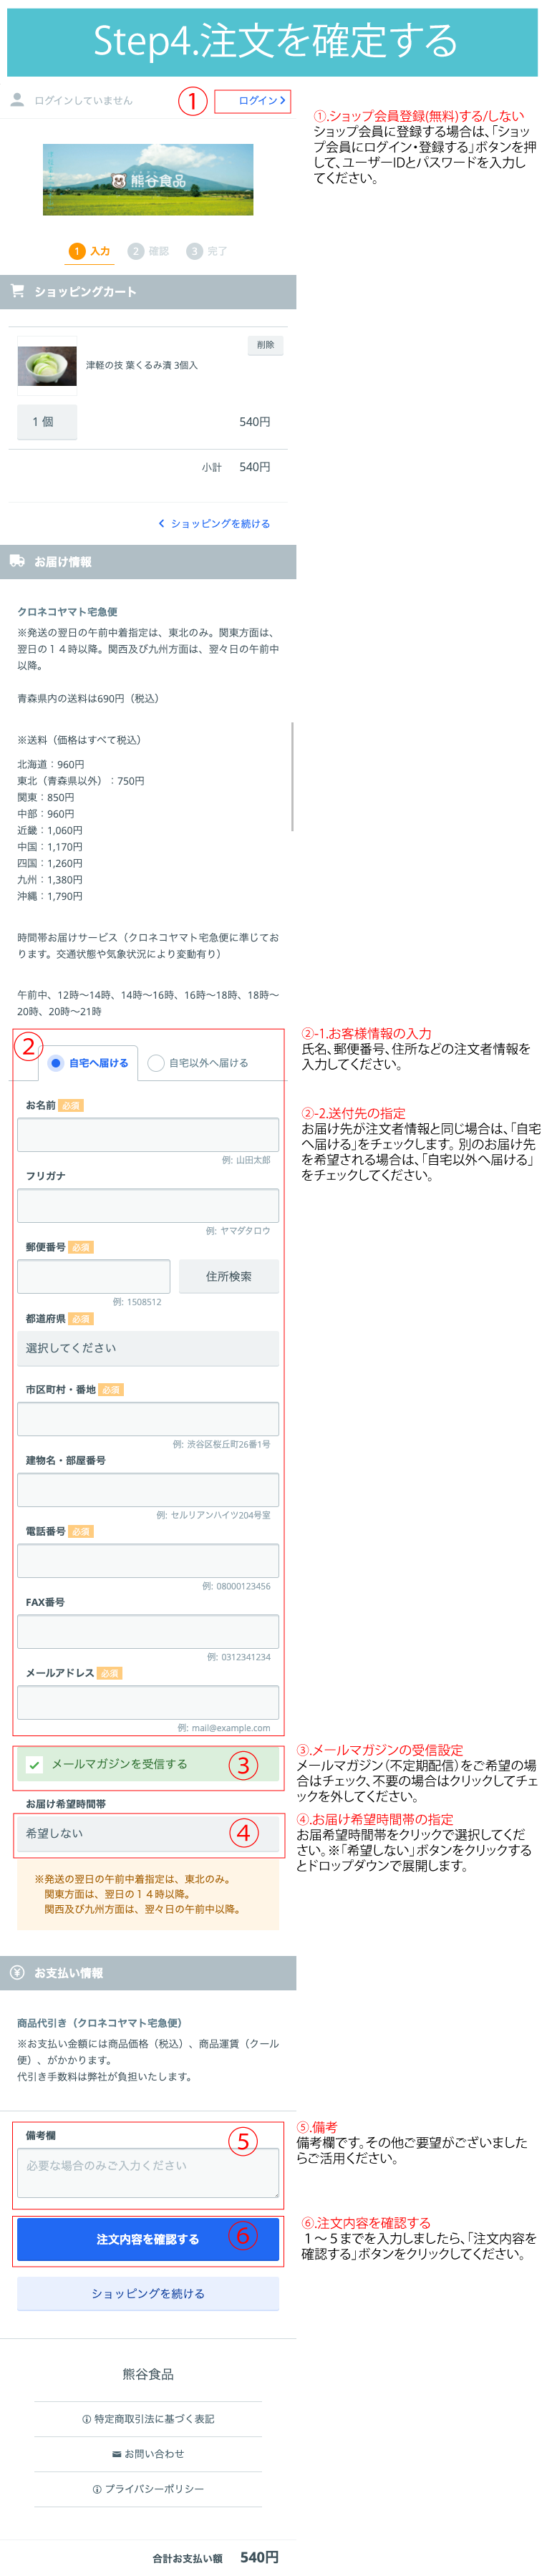 Step4.注文を確定する
ログインしていません
①
ログイン
①.ショップ会員登録(無料)する/しない
ショップ会員に登録する場合は、「ショッ
プ会員にログイン・登録する」ボタンを押
して、ユーザーIDとパスワードを入力し
てください。
熊谷食品
1 入力 2 確認 3 完了
ショッピングカート
削除
津軽の技 葉くるみ漬 3個入
1 個 540円
小計 540円
ショッピングを続ける
お届け情報
クロネコヤマト宅急便
※発送の翌日の午前中着指定は、東北のみ。関東方面は、
翌日の１４時以降。関西及び九州方面は、翌々日の午前中
以降。
青森県内の送料は690円（税込）
※送料（価格はすべて税込）
北海道：960円
東北（青森県以外）：750円
関東：850円
中部：960円
近畿：1,060円
中国：1,170円
四国：1,260円
九州：1,380円
沖縄：1,790円
時間帯お届けサービス（クロネコヤマト宅急便に準じてお
ります。交通状態や気象状況により変動有り）
午前中、12時〜14時、14時〜16時、16時〜18時、18時〜
20時、20時〜21時
②
自宅へ届ける 自宅以外へ届ける
②-1.お客様情報の入力
氏名、郵便番号、住所などの注文者情報を
入力してください。
②-2.送付先の指定
お届け先が注文者情報と同じ場合は、「自宅
へ届ける」をチェックします。別のお届け先
を希望される場合は、「自宅以外へ届ける」
をチェックしてください。
お名前 必須
例: 山田太郎
フリガナ
例: ヤマダタロウ
郵便番号 必須
住所検索
例: 1508512
都道府県 必須
選択してください
市区町村・番地 必須
例: 渋谷区桜丘町26番1号
建物名・部屋番号
例: セルリアンハイツ204号室
電話番号 必須
例: 08000123456
FAX番号
例: 0312341234
メールアドレス 必須
例: mail@example.com
メールマガジンを受信する ③
③.メールマガジンの受信設定
メールマガジン（不定期配信）をご希望の場
合はチェック、不要の場合はクリックしてチェ
ックを外してください。
お届け希望時間帯
希望しない ④
④.お届け希望時間帯の指定
お届希望時間帯をクリックで選択してくだ
さい。※「希望しない」ボタンをクリックする
とドロップダウンで展開します。
※発送の翌日の午前中着指定は、東北のみ。
関東方面は、翌日の１４時以降。
関西及び九州方面は、翌々日の午前中以降。
お支払い情報
商品代引き（クロネコヤマト宅急便）
※お支払い金額には商品価格（税込）、商品運賃（クール
便）、がかかります。
代引き手数料は弊社が負担いたします。
備考欄 ⑤
必要な場合のみご入力ください
⑤.備考
備考欄です。その他ご要望がございました
らご活用ください。
注文内容を確認する ⑥
⑥.注文内容を確認する
１〜５までを入力しましたら、「注文内容を
確認する」ボタンをクリックしてください。
ショッピングを続ける
熊谷食品
特定商取引法に基づく表記
お問い合わせ
プライバシーポリシー
合計お支払い額 540円